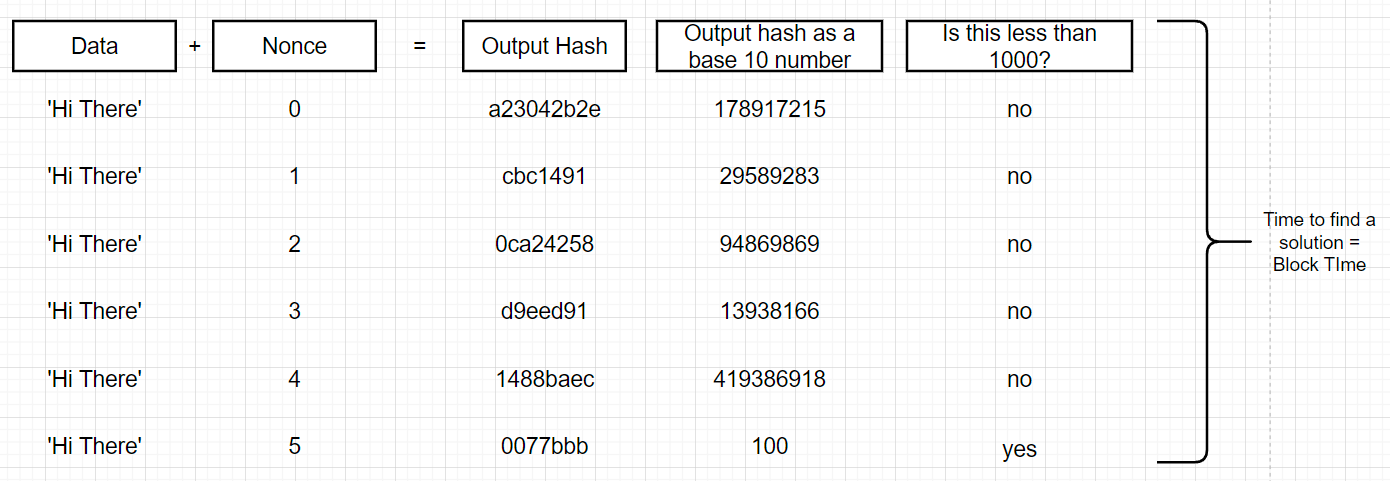 Data + Nonce = Output Hash Output hash as a base 10 number Is this less than 1000?
'Hi There' 0 a23042b2e 178917215 no
'Hi There' 1 cbc1491 29589283 no
'Hi There' 2 0ca24258 94869869 no
'Hi There' 3 d9eed91 13938166 no
'Hi There' 4 1488baec 419386918 no
'Hi There' 5 0077bbb 100 yes
Time to find a
solution =
Block TIme